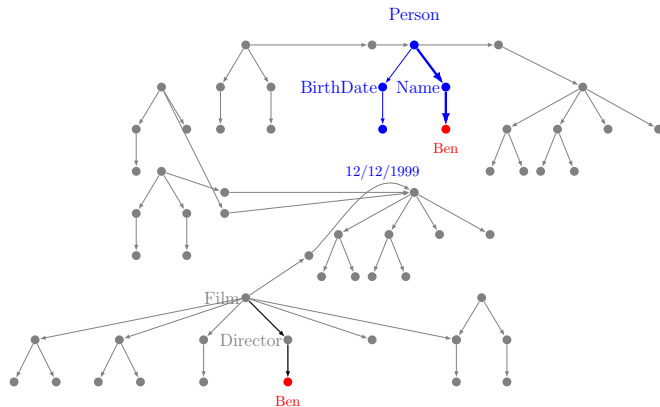 Person
BirthDate
Name
Ben
12/12/1999
Film
Director
Ben